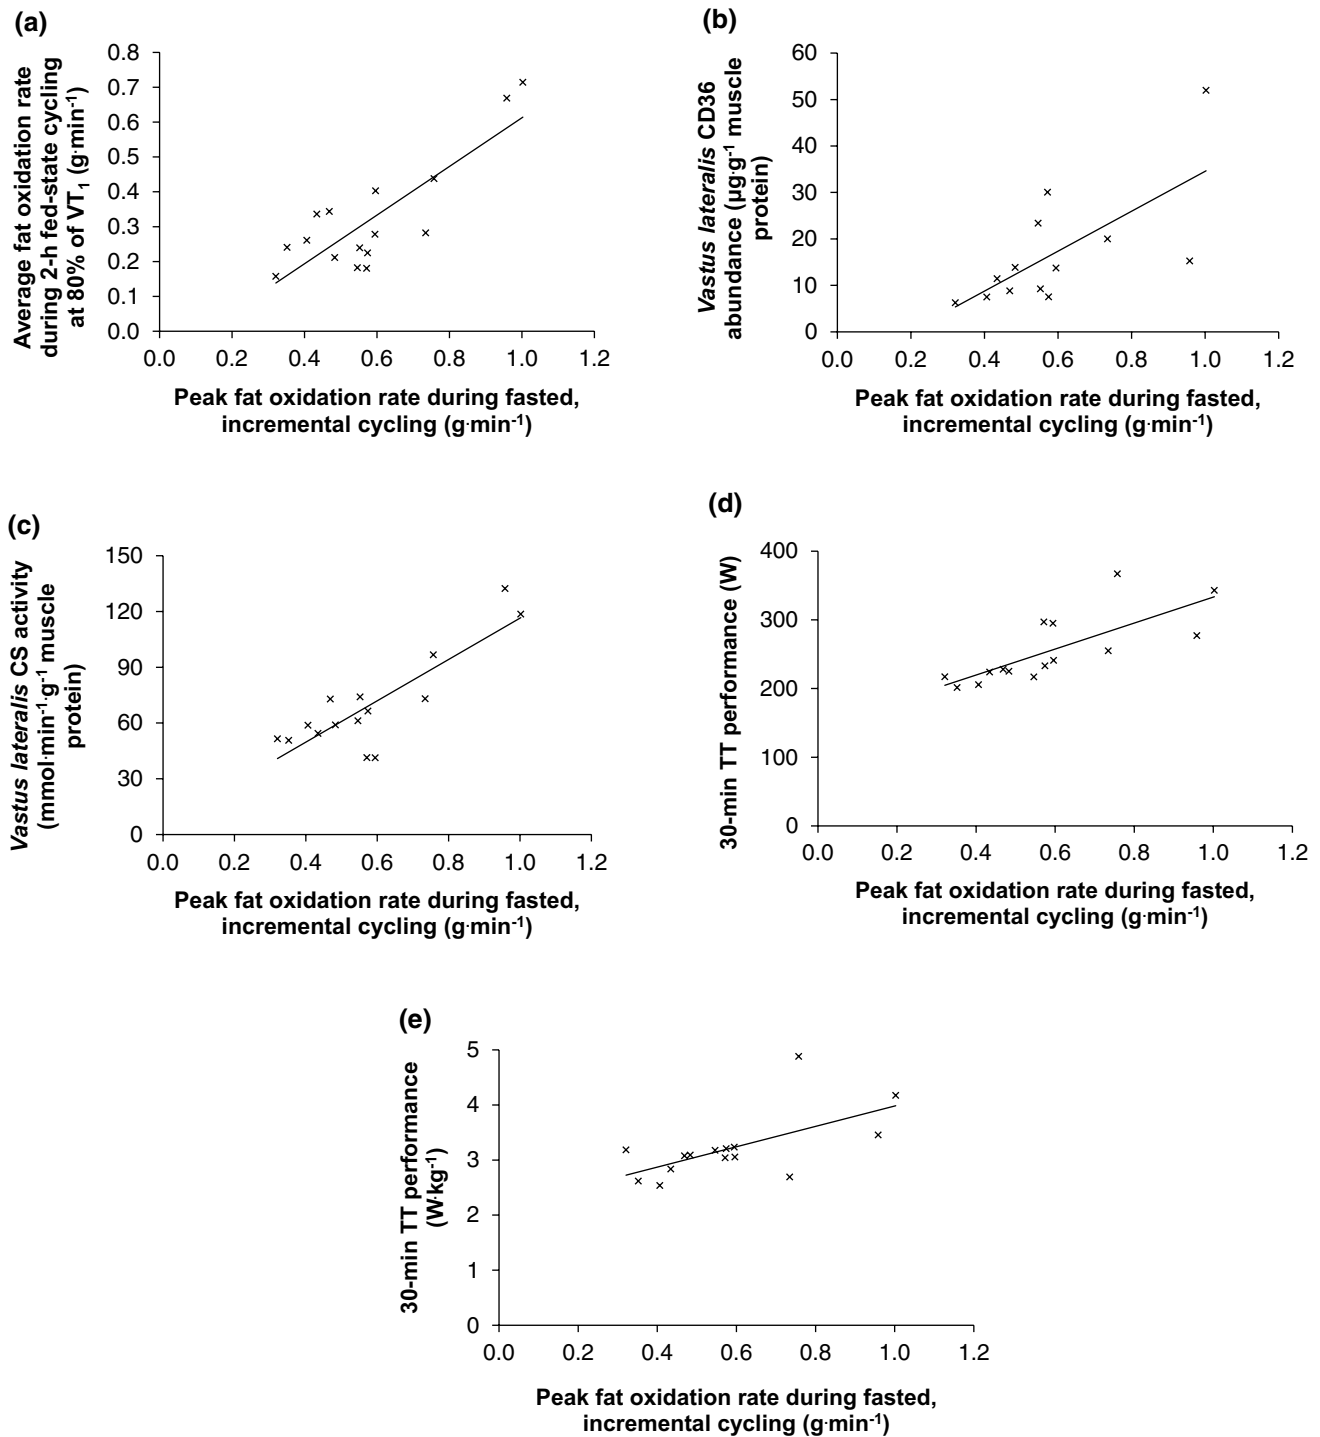 (a)
Average fat oxidation rate
during 2-h fed-state cycling
at 80% of VT₁ (g·min⁻¹)
0.8
0.7
0.6
0.5
0.4
0.3
0.2
0.1
0.0
0.0 0.2 0.4 0.6 0.8 1.0 1.2
Peak fat oxidation rate during fasted,
incremental cycling (g·min⁻¹)
(b)
Vastus lateralis CD36
abundance (µg·g⁻¹ muscle
protein)
60
50
40
30
20
10
0
0.0 0.2 0.4 0.6 0.8 1.0 1.2
Peak fat oxidation rate during fasted,
incremental cycling (g·min⁻¹)
(c)
Vastus lateralis CS activity
(mmol·min⁻¹·g⁻¹ muscle
protein)
150
120
90
60
30
0
0.0 0.2 0.4 0.6 0.8 1.0 1.2
Peak fat oxidation rate during fasted,
incremental cycling (g·min⁻¹)
(d)
30-min TT performance (W)
400
300
200
100
0
0.0 0.2 0.4 0.6 0.8 1.0 1.2
Peak fat oxidation rate during fasted,
incremental cycling (g·min⁻¹)
(e)
30-min TT performance
(W·kg⁻¹)
5
4
3
2
1
0
0.0 0.2 0.4 0.6 0.8 1.0 1.2
Peak fat oxidation rate during fasted,
incremental cycling (g·min⁻¹)